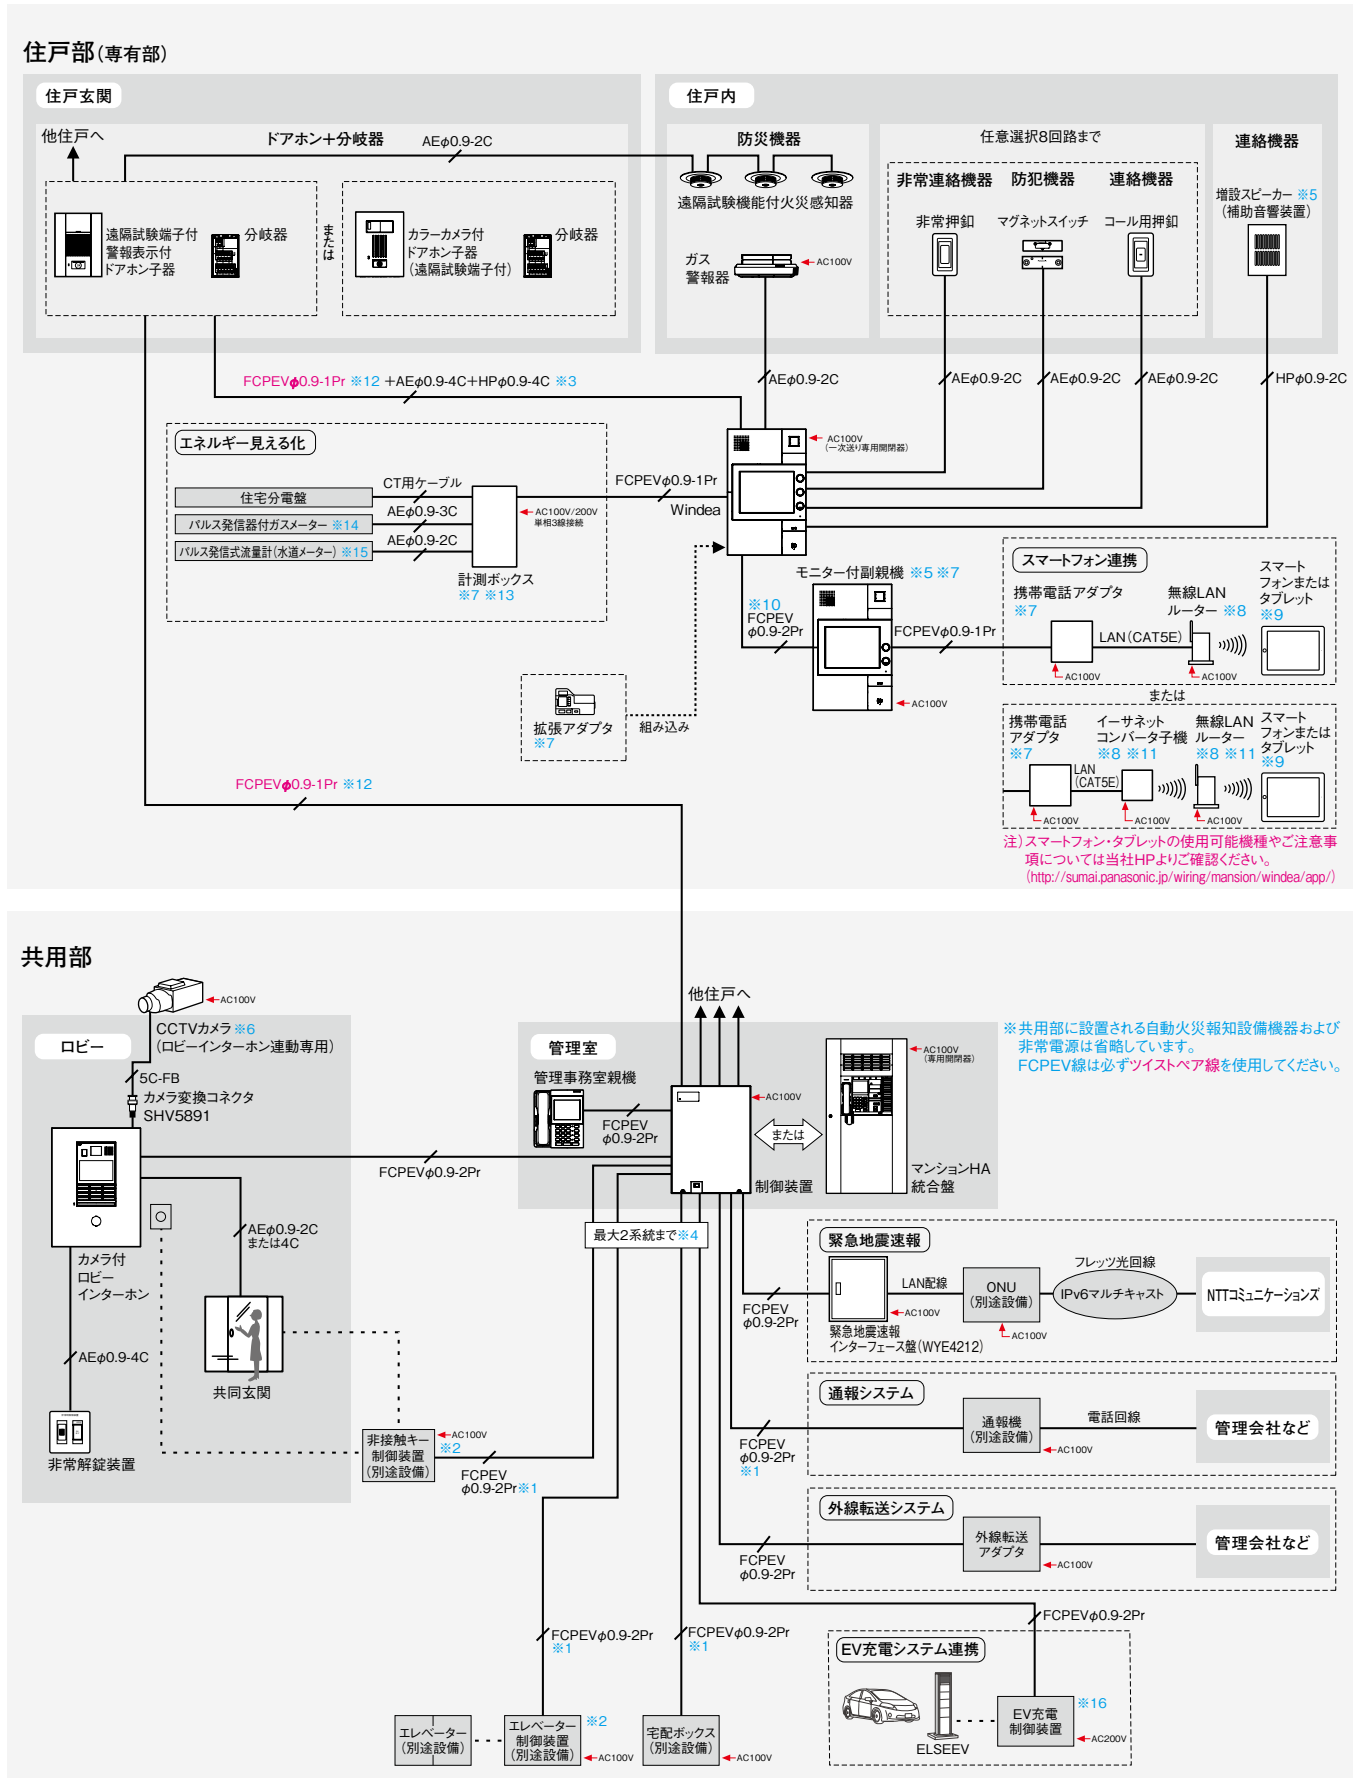 住戸部(専有部)
住戸玄関
他住戸へ
ドアホン+分岐器
AEφ0.9-2C
遠隔試験端子付
警報表示付
ドアホン子器
分岐器
または
カラーカメラ付
ドアホン子器
(遠隔試験端子付)
分岐器
住戸内
防災機器
遠隔試験機能付火災感知器
ガス
警報器
AC100V
任意選択8回路まで
非常連絡機器
防犯機器
連絡機器
非常押釦
マグネットスイッチ
コール用押釦
連絡機器
増設スピーカー ※5
(補助音響装置)
FCPEVφ0.9-1Pr ※12 +AEφ0.9-4C+HPφ0.9-4C ※3
AEφ0.9-2C
AEφ0.9-2C
AEφ0.9-2C
AEφ0.9-2C
HPφ0.9-2C
エネルギー見える化
住宅分電盤
CT用ケーブル
パルス発信器付ガスメーター ※14
AEφ0.9-3C
パルス発信式流量計(水道メーター) ※15
AEφ0.9-2C
AC100V/200V
単相3線接続
計測ボックス
※7 ※13
FCPEVφ0.9-1Pr
Windea
AC100V
(一次送り専用開閉器)
モニター付副親機 ※5 ※7
※10
FCPEV
φ0.9-2Pr
FCPEVφ0.9-1Pr
AC100V
拡張アダプタ
※7
組み込み
スマートフォン連携
携帯電話アダプタ
※7
LAN(CAT5E)
無線LAN
ルーター ※8
スマート
フォンまたは
タブレット
※9
AC100V
AC100V
または
携帯電話
アダプタ
※7
LAN
(CAT5E)
イーサネット
コンバータ子機
※8 ※11
無線LAN
ルーター
※8 ※11
スマート
フォンまたは
タブレット
※9
AC100V
AC100V
AC100V
注)スマートフォン・タブレットの使用可能機種やご注意事
項については当社HPよりご確認ください。
(http://sumai.panasonic.jp/wiring/mansion/windea/app/)
FCPEVφ0.9-1Pr ※12
共用部
AC100V
CCTVカメラ ※6
(ロビーインターホン連動専用)
ロビー
5C-FB
カメラ変換コネクタ
SHV5891
FCPEVφ0.9-2Pr
AEφ0.9-2C
または4C
カメラ付
ロビー
インターホン
AEφ0.9-4C
共同玄関
非常解錠装置
他住戸へ
管理室
管理事務室親機
FCPEV
φ0.9-2Pr
AC100V
または
制御装置
AC100V
(専用開閉器)
マンションHA
統合盤
※共用部に設置される自動火災報知設備機器および
非常電源は省略しています。
FCPEV線は必ずツイストペア線を使用してください。
最大2系統まで※4
非接触キー
制御装置
(別途設備)
AC100V
※2
FCPEV
φ0.9-2Pr※1
緊急地震速報
FCPEV
φ0.9-2Pr
LAN配線
AC100V
緊急地震速報
インターフェース盤(WYE4212)
ONU
(別途設備)
AC100V
フレッツ光回線
IPv6マルチキャスト
NTTコミュニケーションズ
通報システム
FCPEV
φ0.9-2Pr
※1
通報機
(別途設備)
AC100V
電話回線
管理会社など
外線転送システム
FCPEV
φ0.9-2Pr
外線転送
アダプタ
AC100V
管理会社など
FCPEVφ0.9-2Pr
※1
FCPEVφ0.9-2Pr
※1
FCPEVφ0.9-2Pr
エレベーター
(別途設備)
エレベーター
制御装置
(別途設備)
※2
AC100V
宅配ボックス
(別途設備)
AC100V
EV充電システム連携
ELSEEV
EV充電
制御装置
※16
AC200V